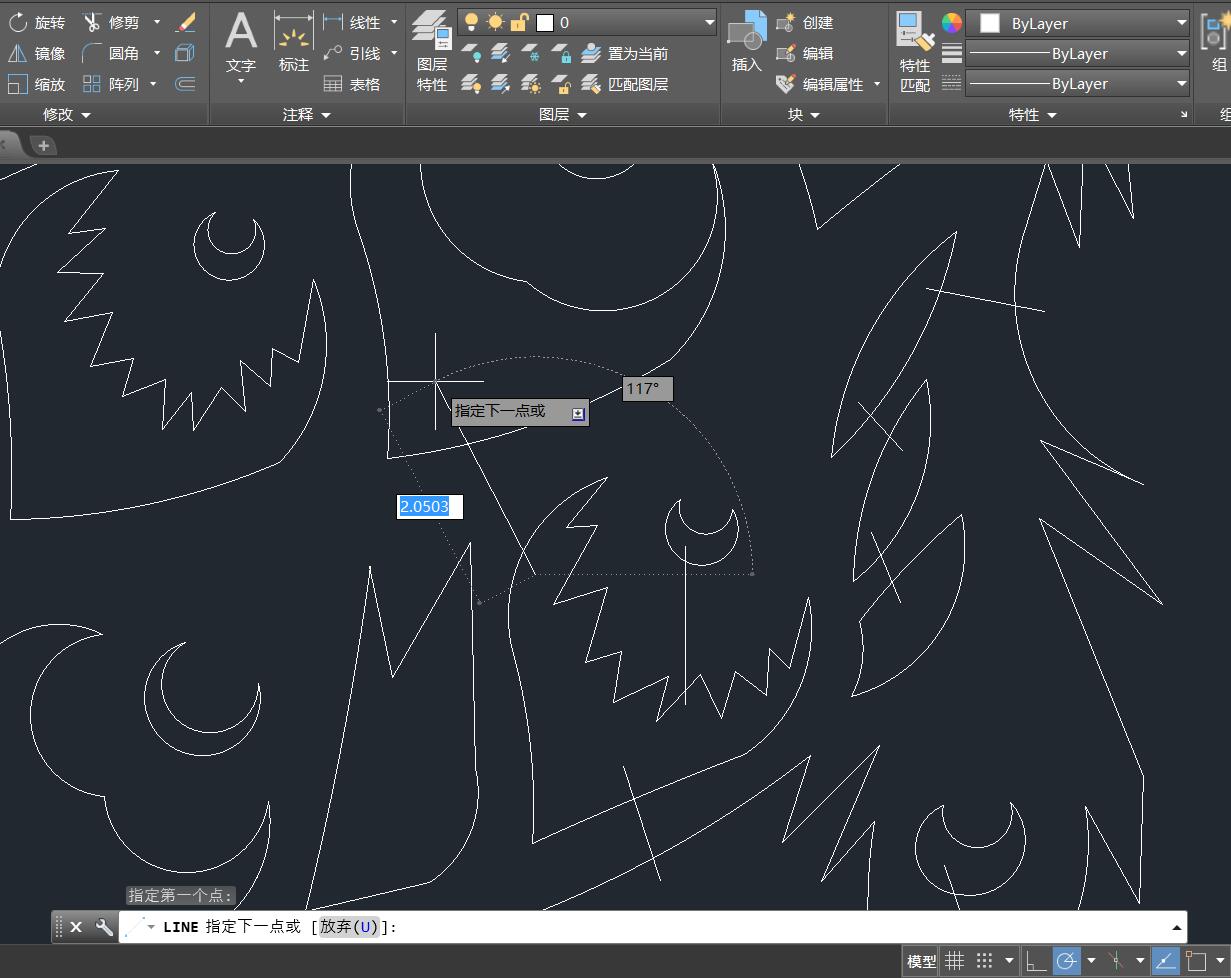 旋转 修剪
镜像 圆角
缩放 阵列
修改
文字 标注
线性
引线
表格
注释
图层
特性
0
置为当前
匹配图层
图层
插入
创建
编辑
编辑属性
块
特性
匹配
ByLayer
ByLayer
ByLayer
特性
组
组
117°
指定下一点或
2.0503
指定第一个点:
LINE 指定下一点或 [放弃(U)]:
模型